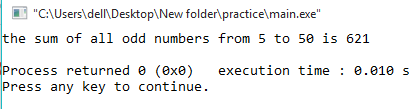 "C:\Users\dell\Desktop\New folder\practice\main.exe"
the sum of all odd numbers from 5 to 50 is 621
Process returned 0 (0x0)   execution time : 0.010 s
Press any key to continue.